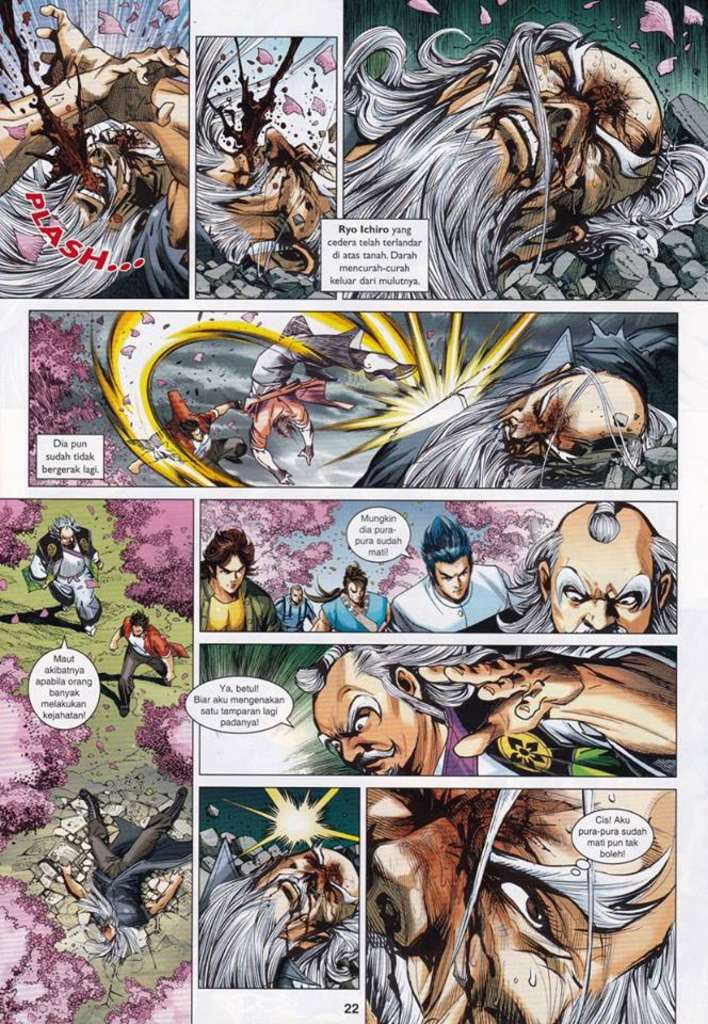 PLASH...
Ryo Ichiro yang
cedera telah terlandar
di atas tanah. Darah
mencurah-curah
keluar dari mulutnya.
Dia pun
sudah tidak
bergerak lagi.
Maut
akibatnya
apabila orang
banyak
melakukan
kejahatan!
Mungkin
dia pura-
pura sudah
mati!
Ya, betul!
Biar aku mengenakan
satu tamparan lagi
padanya!
Cis! Aku
pura-pura sudah
mati pun tak
boleh!
22